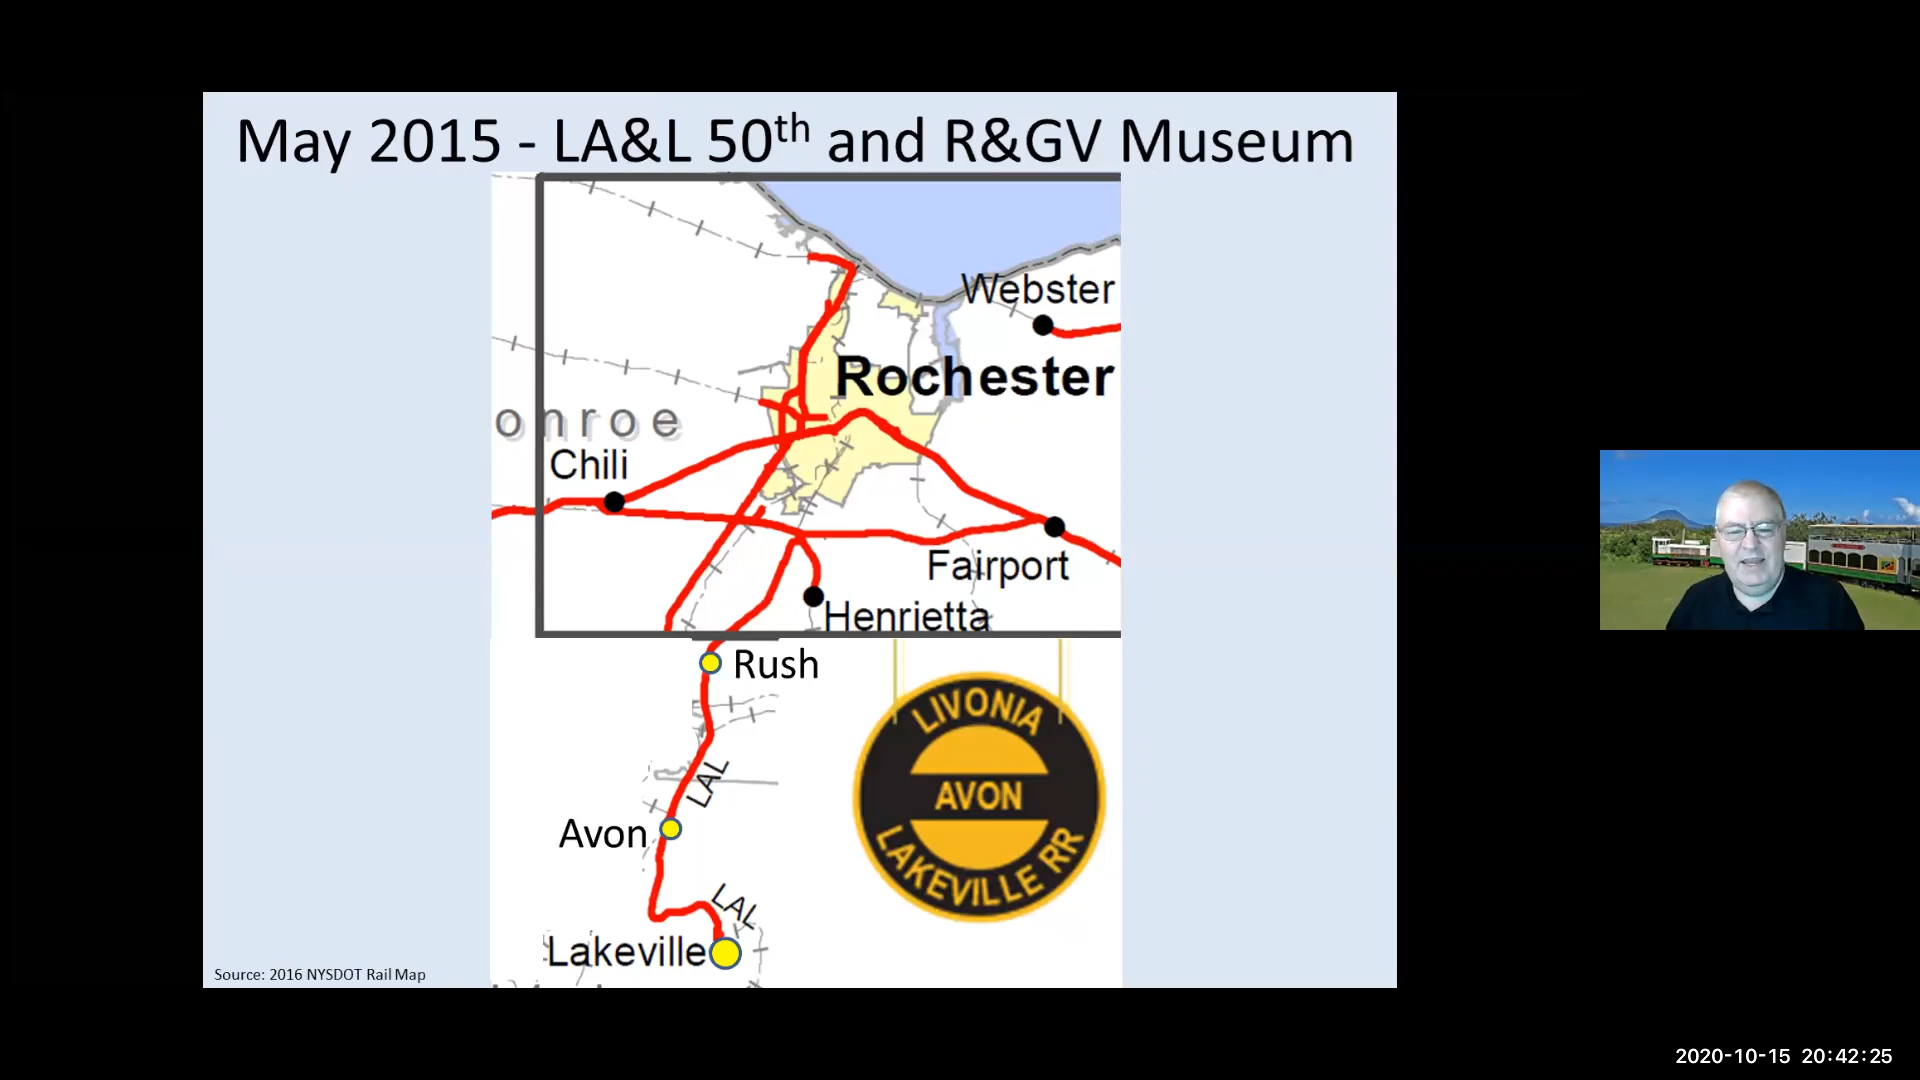 May 2015 - LA&L 50th and R&GV Museum
Webster
Rochester
onroe
Chili
Fairport
Henrietta
Rush
LAL
Avon
LAL
Lakeville
LIVONIA
AVON
LAKEVILLE RR
Source: 2016 NYSDOT Rail Map
2020-10-15 20:42:25